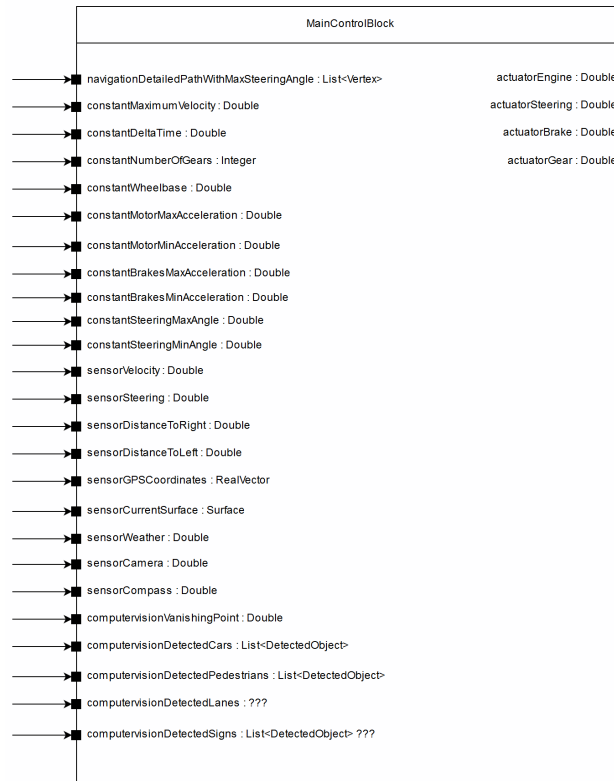 MainControlBlock
navigationDetailedPathWithMaxSteeringAngle : List<Vertex>
actuatorEngine : Double
constantMaximumVelocity : Double
actuatorSteering : Double
constantDeltaTime : Double
actuatorBrake : Double
constantNumberOfGears : Integer
actuatorGear : Double
constantWheelbase : Double
constantMotorMaxAcceleration : Double
constantMotorMinAcceleration : Double
constantBrakesMaxAcceleration : Double
constantBrakesMinAcceleration : Double
constantSteeringMaxAngle : Double
constantSteeringMinAngle : Double
sensorVelocity : Double
sensorSteering : Double
sensorDistanceToRight : Double
sensorDistanceToLeft : Double
sensorGPSCoordinates : RealVector
sensorCurrentSurface : Surface
sensorWeather : Double
sensorCamera : Double
sensorCompass : Double
computervisionVanishingPoint : Double
computervisionDetectedCars : List<DetectedObject>
computervisionDetectedPedestrians : List<DetectedObject>
computervisionDetectedLanes : ???
computervisionDetectedSigns : List<DetectedObject> ???